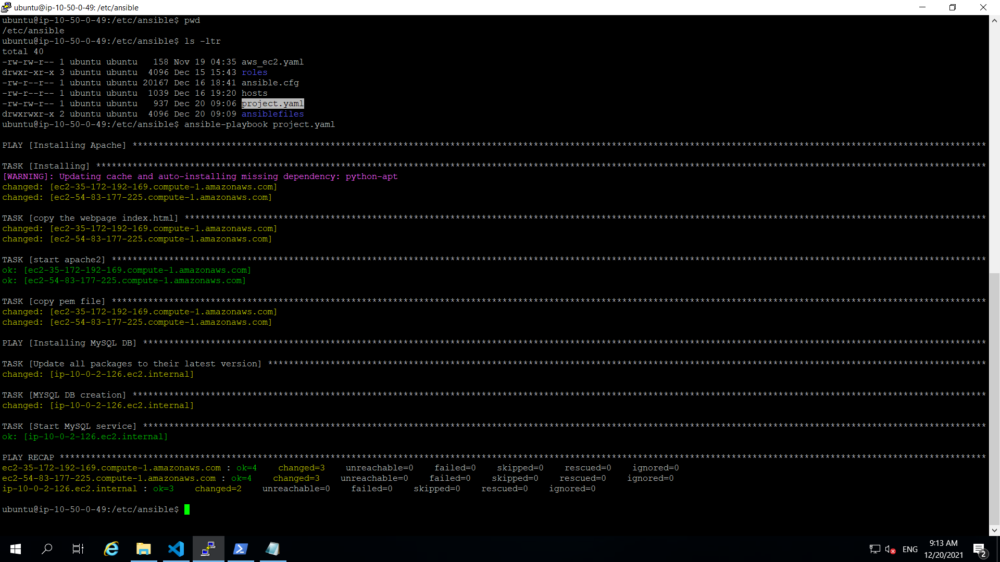 ubuntu@ip-10-50-0-49: /etc/ansible
ubuntu@ip-10-50-0-49:/etc/ansible$ pwd
/etc/ansible
ubuntu@ip-10-50-0-49:/etc/ansible$ ls -ltr
total 40
-rw-rw-r-- 1 ubuntu ubuntu   158 Nov 19 04:35 aws_ec2.yaml
drwxr-xr-x 3 ubuntu ubuntu  4096 Dec 15 15:43 roles
-rw-r--r-- 1 ubuntu ubuntu 20167 Dec 16 18:41 ansible.cfg
-rw-r--r-- 1 ubuntu ubuntu  1039 Dec 16 19:20 hosts
-rw-rw-r-- 1 ubuntu ubuntu   937 Dec 20 09:06 project.yaml
drwxrwxr-x 2 ubuntu ubuntu  4096 Dec 20 09:09 ansiblefiles
ubuntu@ip-10-50-0-49:/etc/ansible$ ansible-playbook project.yaml
PLAY [Installing Apache] ********************************************************************************************************************************************************************
TASK [Installing] ***************************************************************************************************************************************************************************
[WARNING]: Updating cache and auto-installing missing dependency: python-apt
changed: [ec2-35-172-192-169.compute-1.amazonaws.com]
changed: [ec2-54-83-177-225.compute-1.amazonaws.com]
TASK [copy the webpage index.html] **********************************************************************************************************************************************************
changed: [ec2-35-172-192-169.compute-1.amazonaws.com]
changed: [ec2-54-83-177-225.compute-1.amazonaws.com]
TASK [start apache2] ************************************************************************************************************************************************************************
ok: [ec2-35-172-192-169.compute-1.amazonaws.com]
ok: [ec2-54-83-177-225.compute-1.amazonaws.com]
TASK [copy pem file] ************************************************************************************************************************************************************************
changed: [ec2-35-172-192-169.compute-1.amazonaws.com]
changed: [ec2-54-83-177-225.compute-1.amazonaws.com]
PLAY [Installing MySQL DB] ******************************************************************************************************************************************************************
TASK [Update all packages to their latest version] ******************************************************************************************************************************************
changed: [ip-10-0-2-126.ec2.internal]
TASK [MYSQL DB creation] ********************************************************************************************************************************************************************
changed: [ip-10-0-2-126.ec2.internal]
TASK [Start MySQL service] ******************************************************************************************************************************************************************
ok: [ip-10-0-2-126.ec2.internal]
PLAY RECAP **********************************************************************************************************************************************************************************
ec2-35-172-192-169.compute-1.amazonaws.com : ok=4    changed=3    unreachable=0    failed=0    skipped=0    rescued=0    ignored=0
ec2-54-83-177-225.compute-1.amazonaws.com : ok=4    changed=3    unreachable=0    failed=0    skipped=0    rescued=0    ignored=0
ip-10-0-2-126.ec2.internal : ok=3    changed=2    unreachable=0    failed=0    skipped=0    rescued=0    ignored=0
ubuntu@ip-10-50-0-49:/etc/ansible$
ENG
9:13 AM
12/20/2021
2